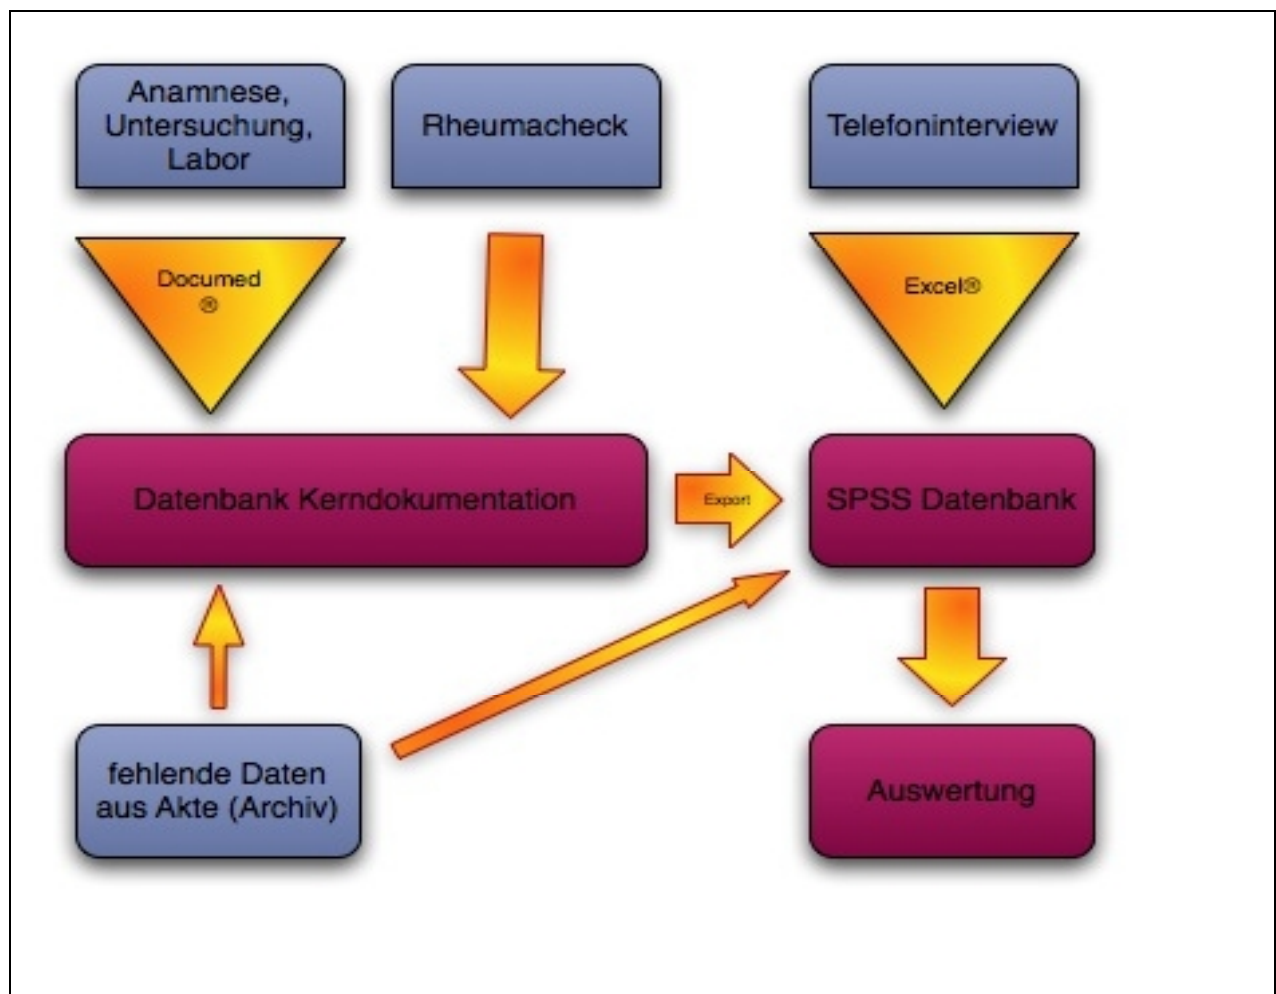 Anamnese,
Untersuchung,
Labor
Rheumacheck
Telefoninterview
Documed
®
Excel®
Datenbank Kerndokumentation
Export
SPSS Datenbank
fehlende Daten
aus Akte (Archiv)
Auswertung